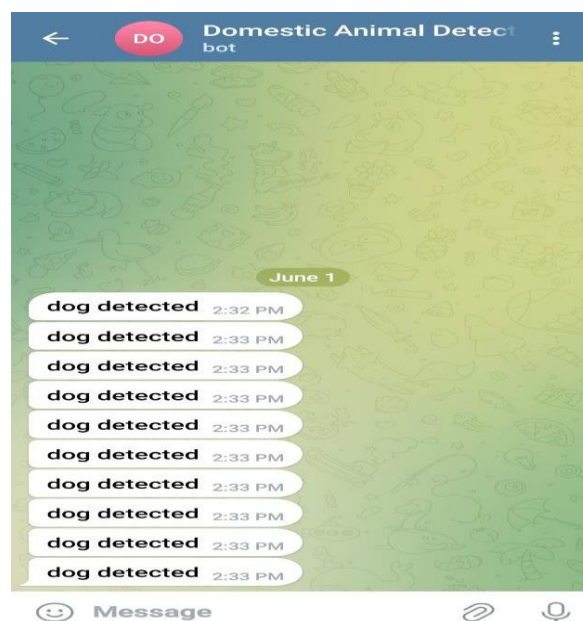 DO
Domestic Animal Detect
bot
June 1
dog detected 2:32 PM
dog detected 2:33 PM
dog detected 2:33 PM
dog detected 2:33 PM
dog detected 2:33 PM
dog detected 2:33 PM
dog detected 2:33 PM
dog detected 2:33 PM
dog detected 2:33 PM
dog detected 2:33 PM
Message